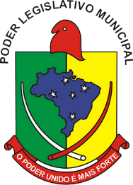 PODER LEGISLATIVO MUNICIPAL
O PODER UNIDO É MAIS FORTE